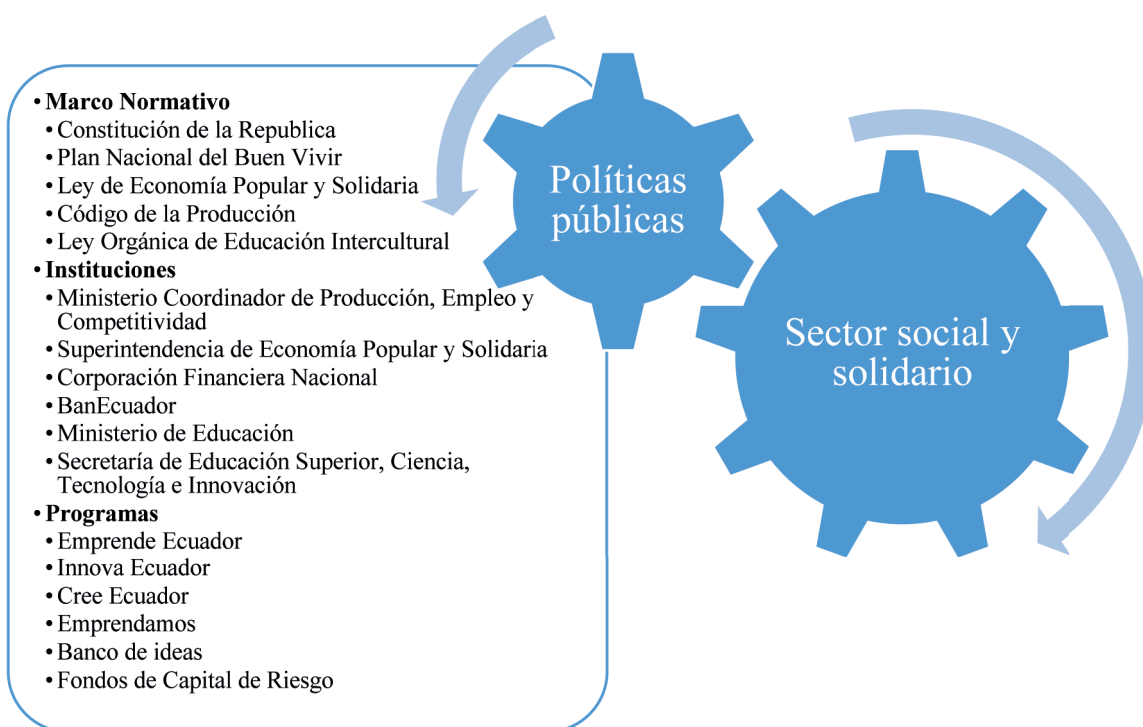 • Marco Normativo
• Constitución de la Republica
• Plan Nacional del Buen Vivir
• Ley de Economía Popular y Solidaria
• Código de la Producción
• Ley Orgánica de Educación Intercultural
• Instituciones
• Ministerio Coordinador de Producción, Empleo y
Competitividad
• Superintendencia de Economía Popular y Solidaria
• Corporación Financiera Nacional
• BanEcuador
• Ministerio de Educación
• Secretaría de Educación Superior, Ciencia,
Tecnología e Innovación
• Programas
• Emprende Ecuador
• Innova Ecuador
• Cree Ecuador
• Emprendamos
• Banco de ideas
• Fondos de Capital de Riesgo
Políticas
públicas
Sector social y
solidario